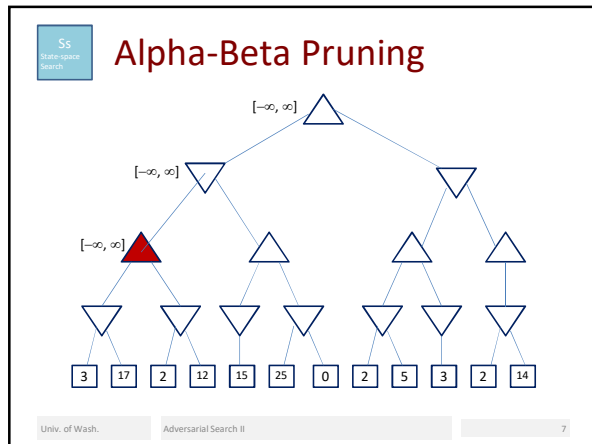 Ss
State-space
Search
Alpha-Beta Pruning
[−∞, ∞]
[−∞, ∞]
[−∞, ∞]
3 17 2 12 15 25 0 2 5 3 2 14
Univ. of Wash. Adversarial Search II 7